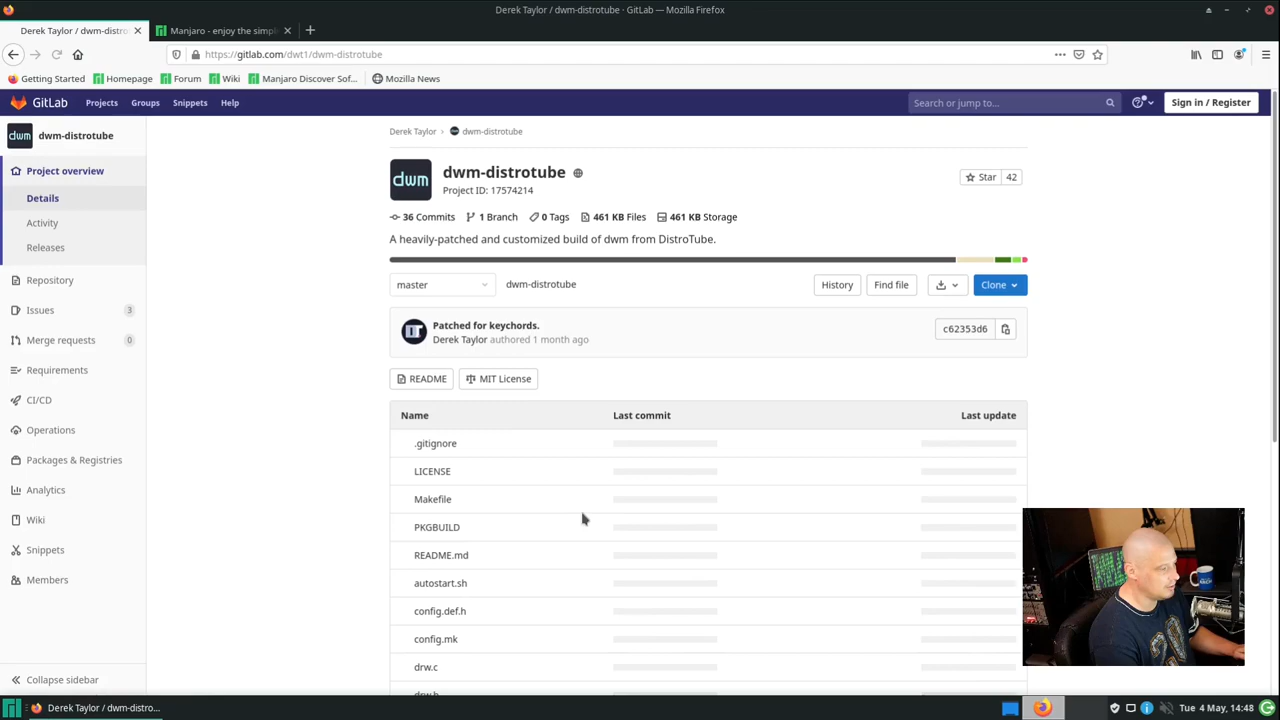 Derek Taylor / dwm-distrotube · GitLab — Mozilla Firefox
Derek Taylor / dwm-distro
Manjaro - enjoy the simpl
https://gitlab.com/dwt1/dwm-distrotube
Getting Started
Homepage
Forum
Wiki
Manjaro Discover Sof...
Mozilla News
GitLab
Projects
Groups
Snippets
Help
Search or jump to...
Sign in / Register
dwm dwm-distrotube
Project overview
Details
Activity
Releases
Repository
Issues 3
Merge requests 0
Requirements
CI/CD
Operations
Packages & Registries
Analytics
Wiki
Snippets
Members
Collapse sidebar
Derek Taylor > dwm-distrotube
dwm
dwm-distrotube
Project ID: 17574214
Star 42
36 Commits 1 Branch 0 Tags 461 KB Files 461 KB Storage
A heavily-patched and customized build of dwm from DistroTube.
master
dwm-distrotube
History
Find file
Clone
Patched for keychords.
Derek Taylor authored 1 month ago
c62353d6
README
MIT License
Name Last commit Last update
.gitignore
LICENSE
Makefile
PKGBUILD
README.md
autostart.sh
config.def.h
config.mk
drw.c
drw.h
Derek Taylor / dwm-distro...
Tue 4 May, 14:48